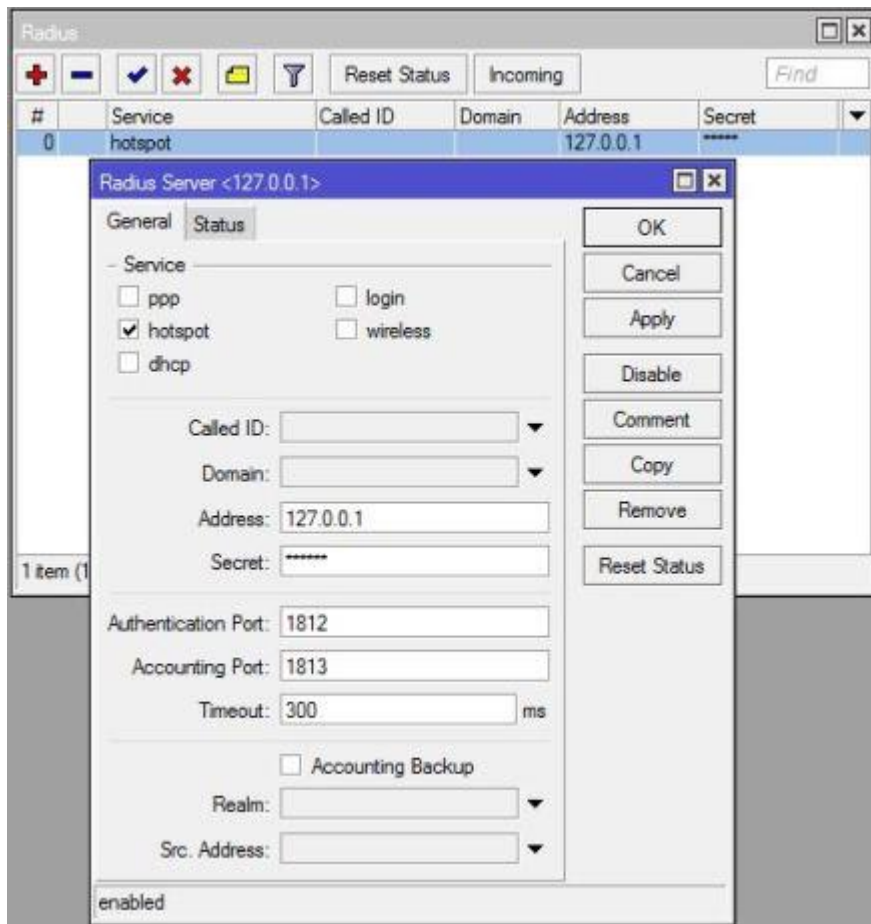 Radius
Reset Status Incoming Find
# Service Called ID Domain Address Secret
0 hotspot 127.0.0.1 *****
Radius Server <127.0.0.1>
General Status
Service
ppp login
hotspot wireless
dhcp
Called ID:
Domain:
Address: 127.0.0.1
Secret: ******
Authentication Port: 1812
Accounting Port: 1813
Timeout: 300 ms
Accounting Backup
Realm:
Src. Address:
enabled
OK
Cancel
Apply
Disable
Comment
Copy
Remove
Reset Status
1 item (1